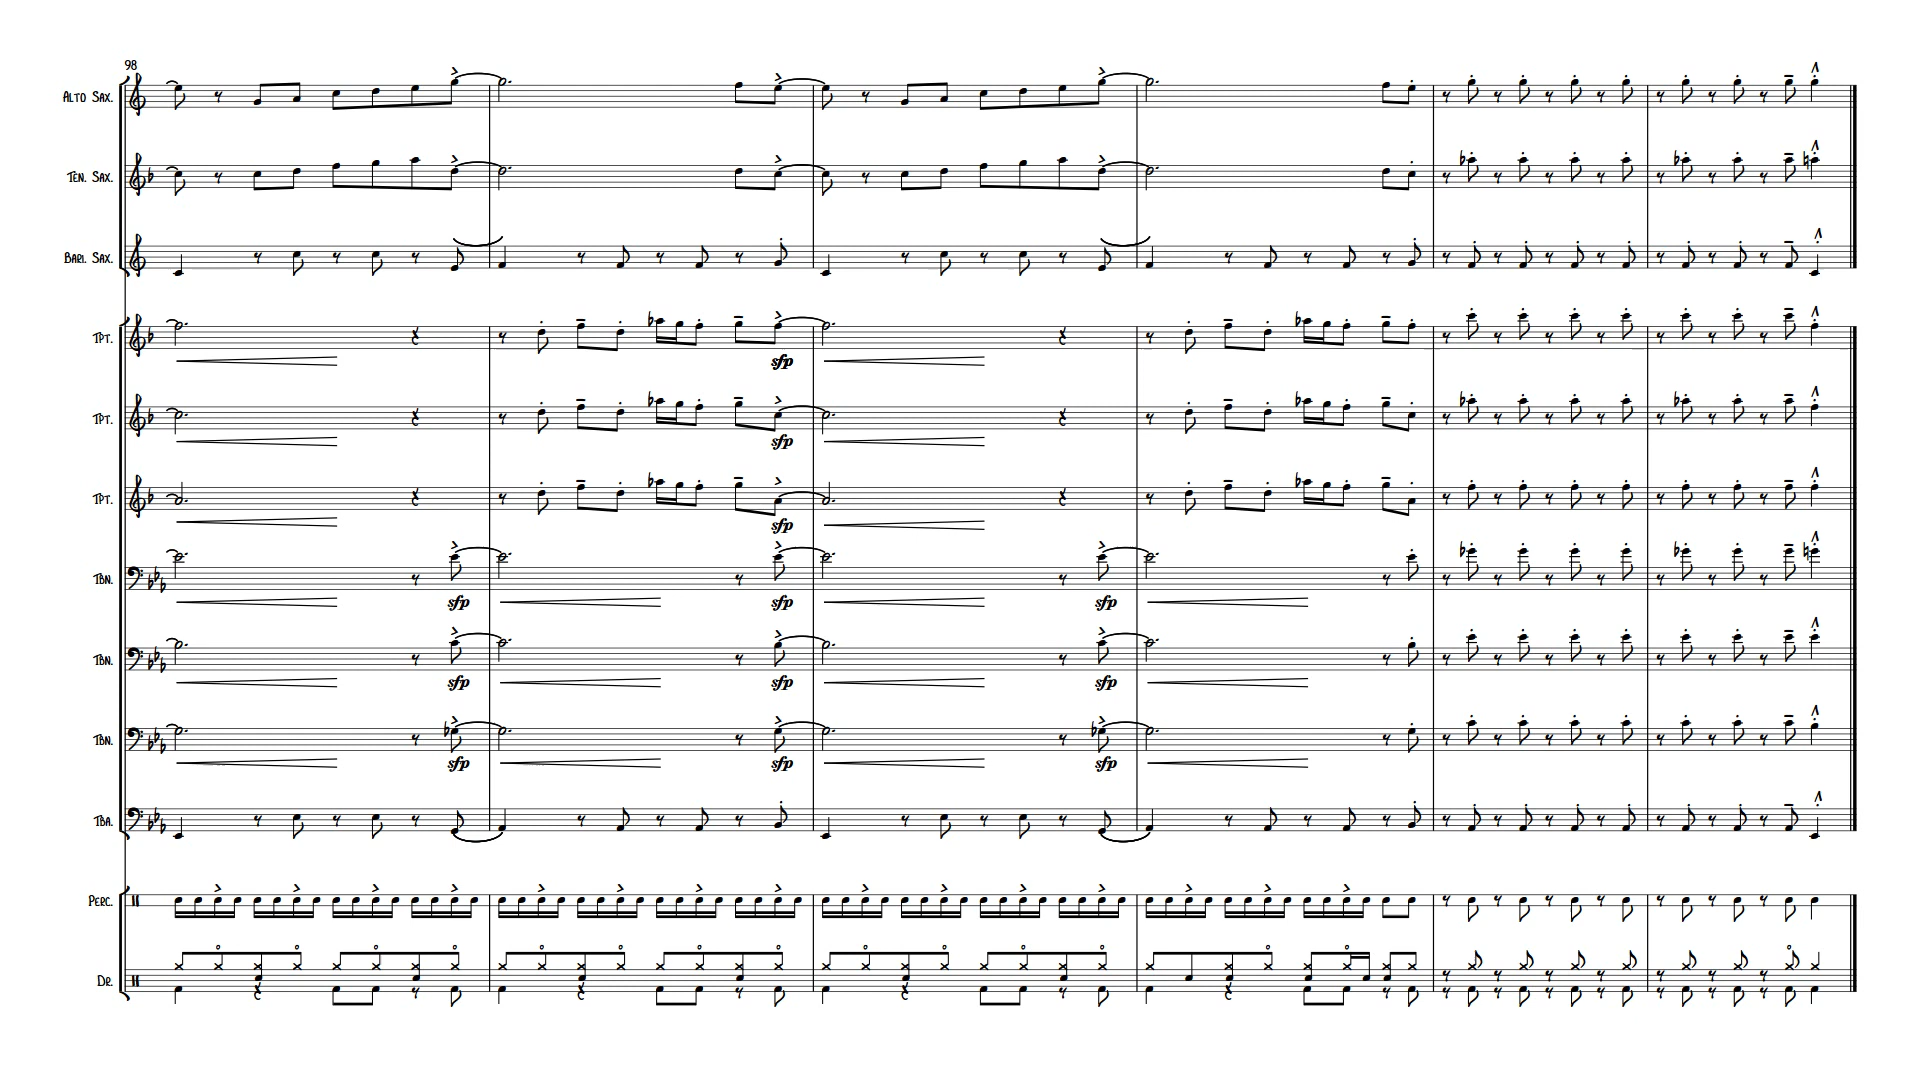 98
ALTO SAX.
TEN. SAX.
BARI. SAX.
TPT.
sfp
TPT.
sfp
TPT.
sfp
TBN.
sfp sfp sfp
TBN.
sfp sfp sfp
TBN.
sfp sfp sfp
TBA.
PERC.
DR.